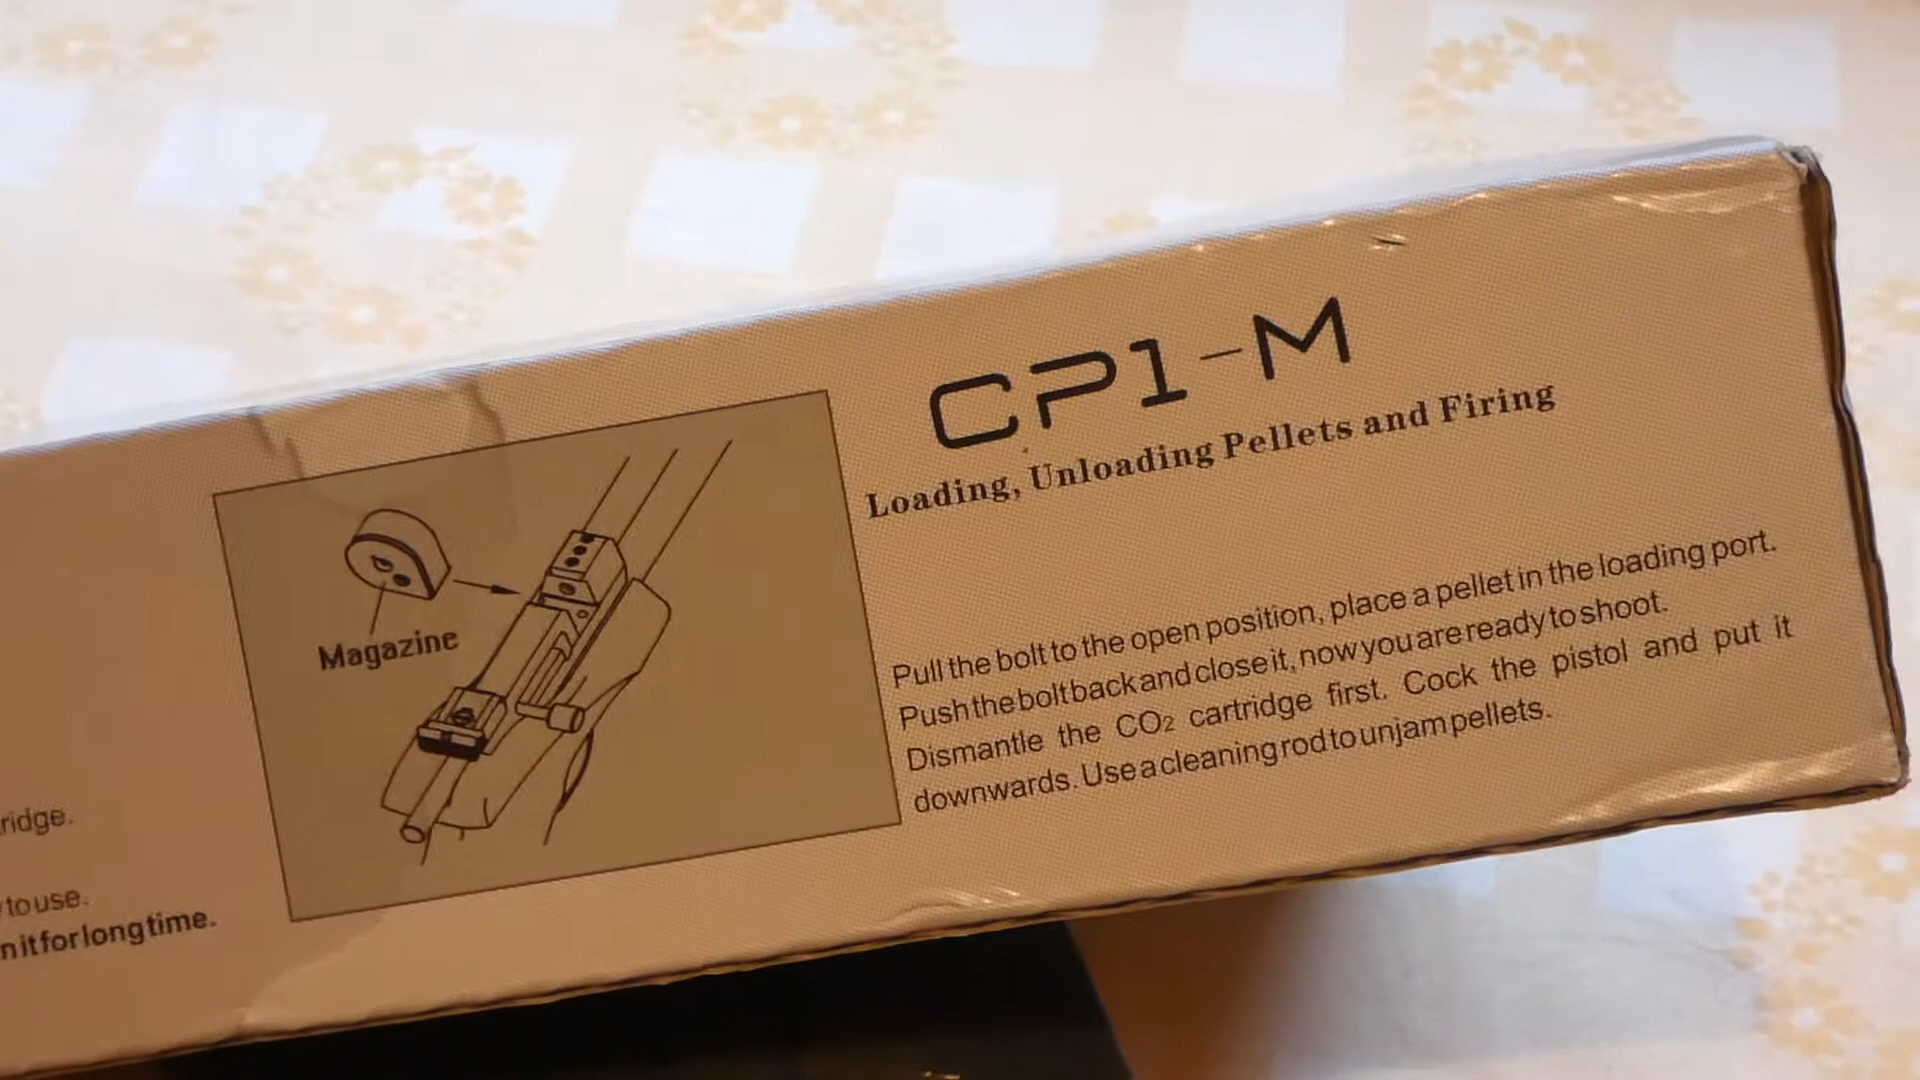 CP1-M
Loading, Unloading Pellets and Firing
Magazine
Pull the bolt to the open position, place a pellet in the loading port.
Push the bolt back and close it, now you are ready to shoot.
Dismantle the CO₂ cartridge first. Cock the pistol and put it
downwards. Use a cleaning rod to unjam pellets.
to use.
it for long time.